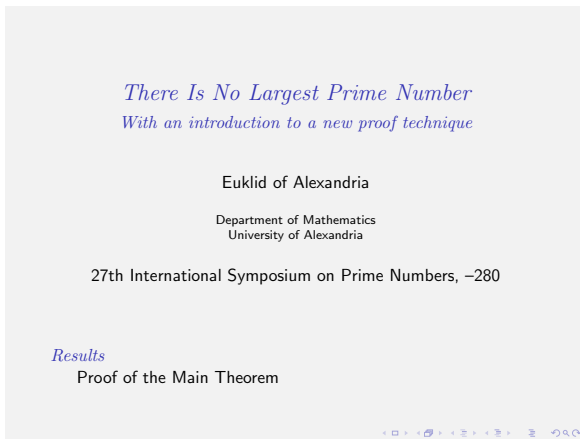 There Is No Largest Prime Number
With an introduction to a new proof technique
Euklid of Alexandria
Department of Mathematics
University of Alexandria
27th International Symposium on Prime Numbers, –280
Results
Proof of the Main Theorem